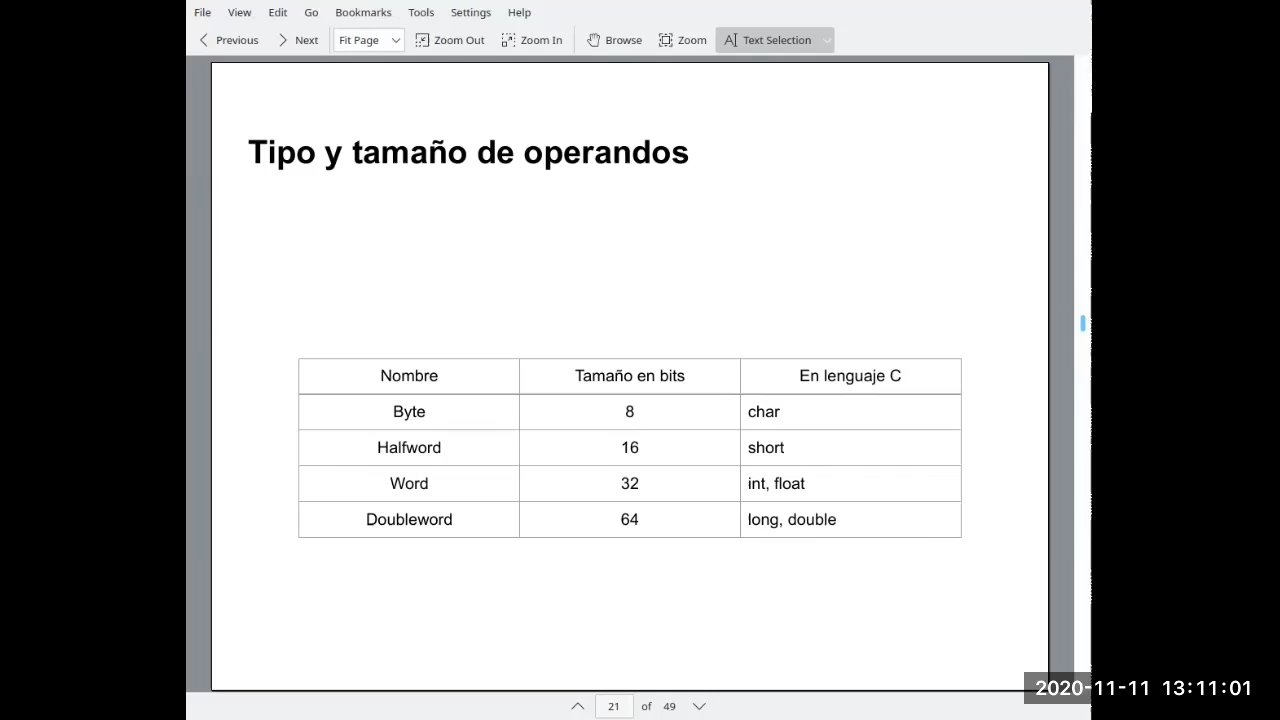 File View Edit Go Bookmarks Tools Settings Help
Previous Next Fit Page Zoom Out Zoom In Browse Zoom Text Selection
Tipo y tamaño de operandos
Nombre Tamaño en bits En lenguaje C
Byte 8 char
Halfword 16 short
Word 32 int, float
Doubleword 64 long, double
21 of 49
2020-11-11 13:11:01